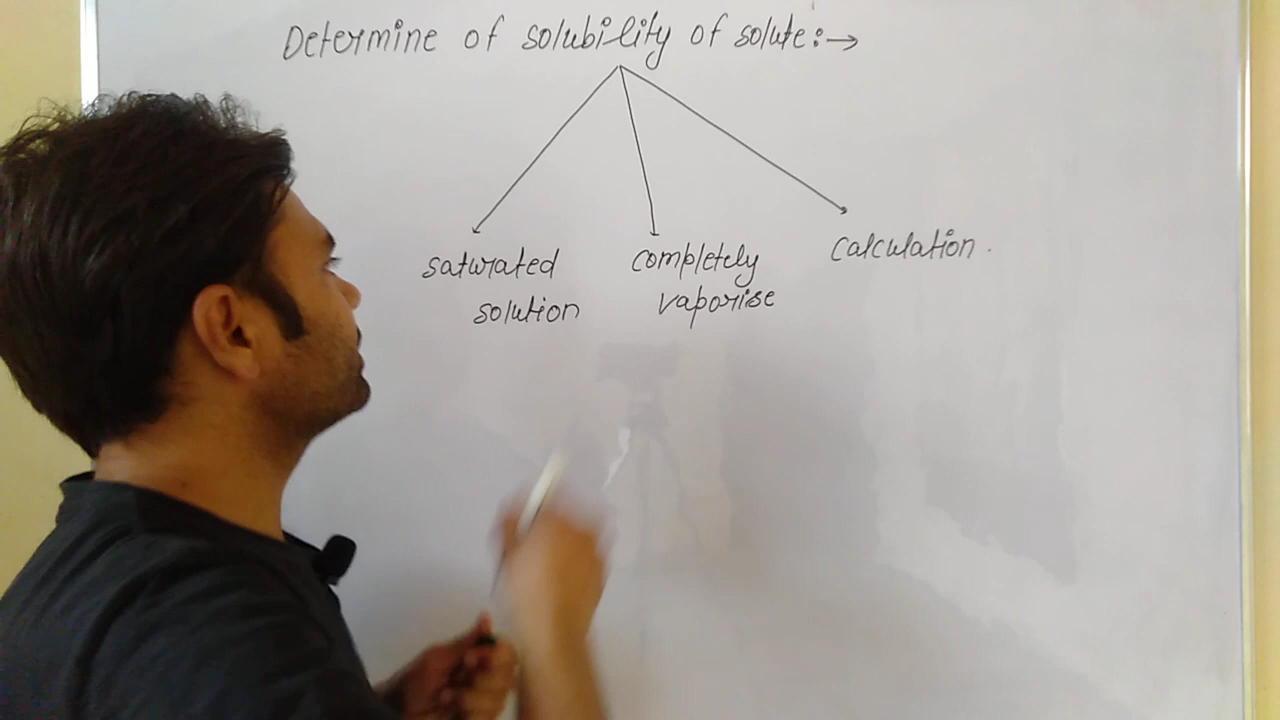 Determine of solubility of solute:→
saturated
solution
completely
vaporise
calculation.